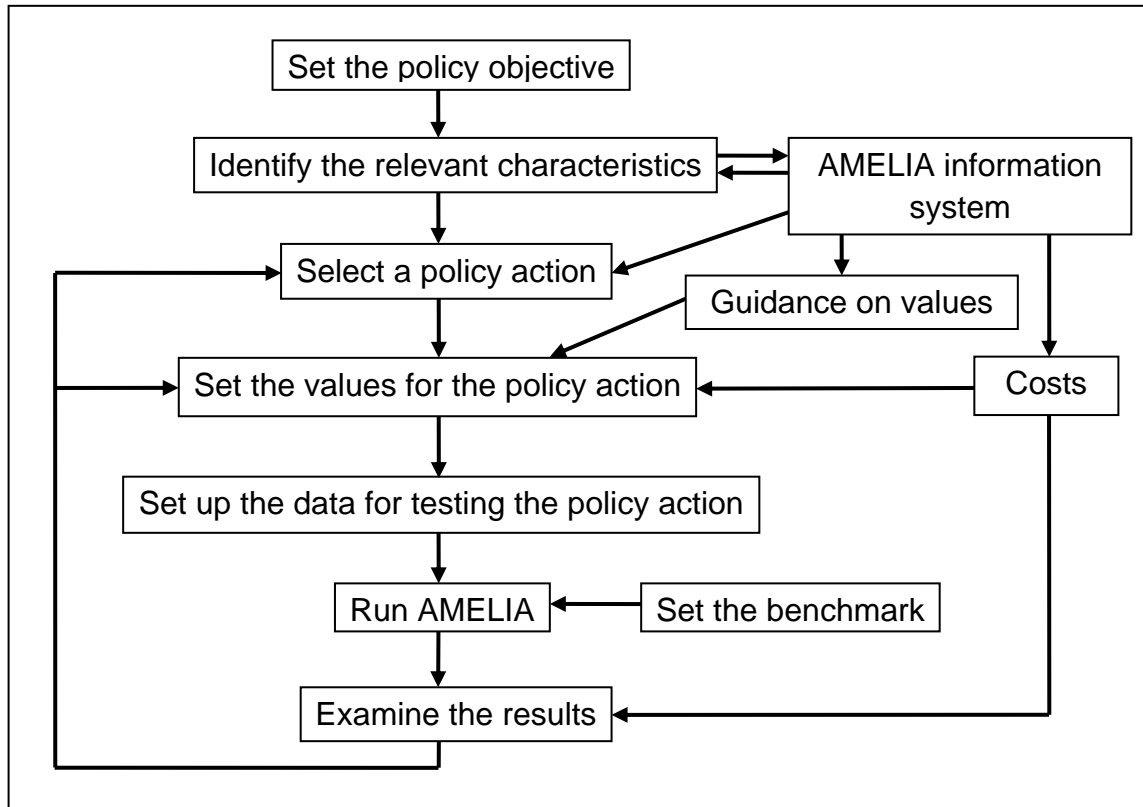 Set the policy objective
Identify the relevant characteristics
AMELIA information
system
Select a policy action
Guidance on values
Set the values for the policy action
Costs
Set up the data for testing the policy action
Run AMELIA
Set the benchmark
Examine the results